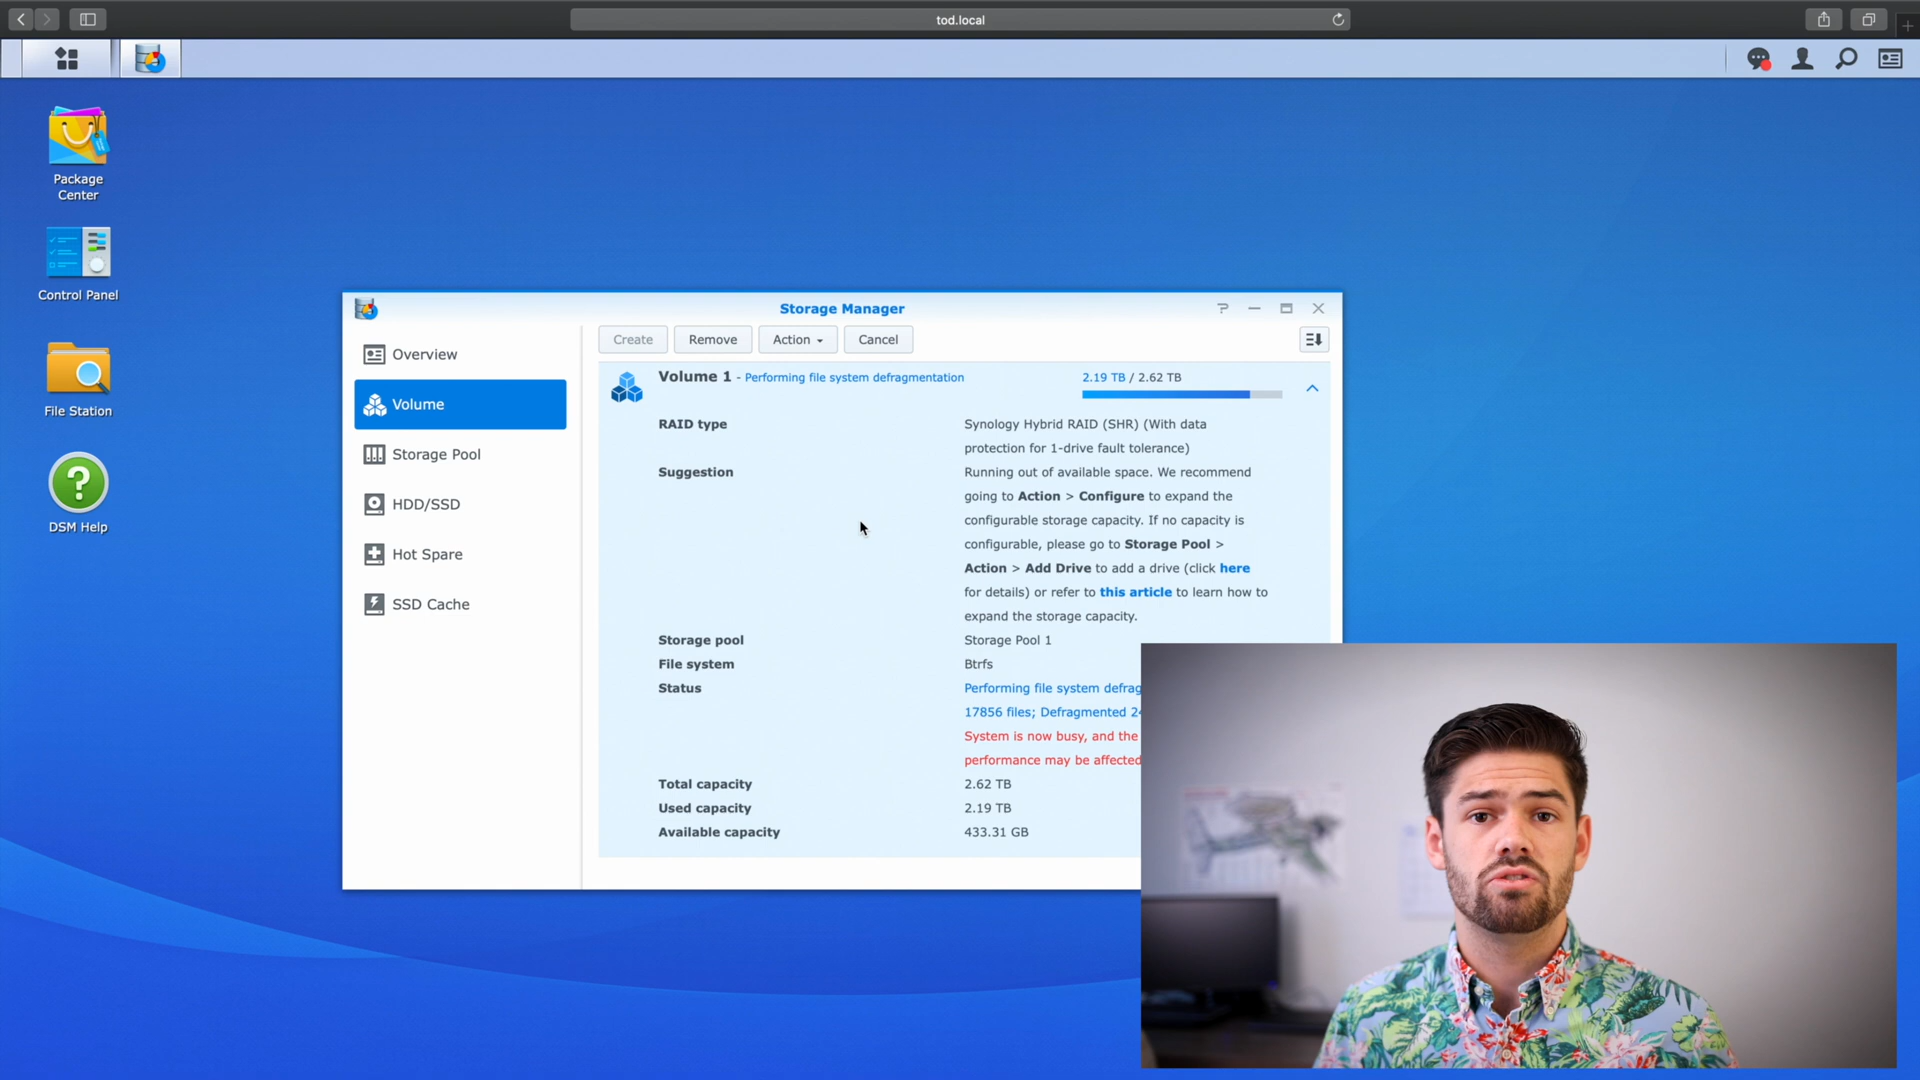 tod.local
Package
Center
Control Panel
File Station
?
DSM Help
Storage Manager
?
Overview
Volume
Storage Pool
HDD/SSD
Hot Spare
SSD Cache
Create
Remove
Action
Cancel
Volume 1 - Performing file system defragmentation
2.19 TB / 2.62 TB
RAID type
Synology Hybrid RAID (SHR) (With data
protection for 1-drive fault tolerance)
Suggestion
Running out of available space. We recommend
going to Action > Configure to expand the
configurable storage capacity. If no capacity is
configurable, please go to Storage Pool >
Action > Add Drive to add a drive (click here
for details) or refer to this article to learn how to
expand the storage capacity.
Storage pool
Storage Pool 1
File system
Btrfs
Status
Performing file system defrag
17856 files; Defragmented 24
System is now busy, and the
performance may be affected
Total capacity
2.62 TB
Used capacity
2.19 TB
Available capacity
433.31 GB